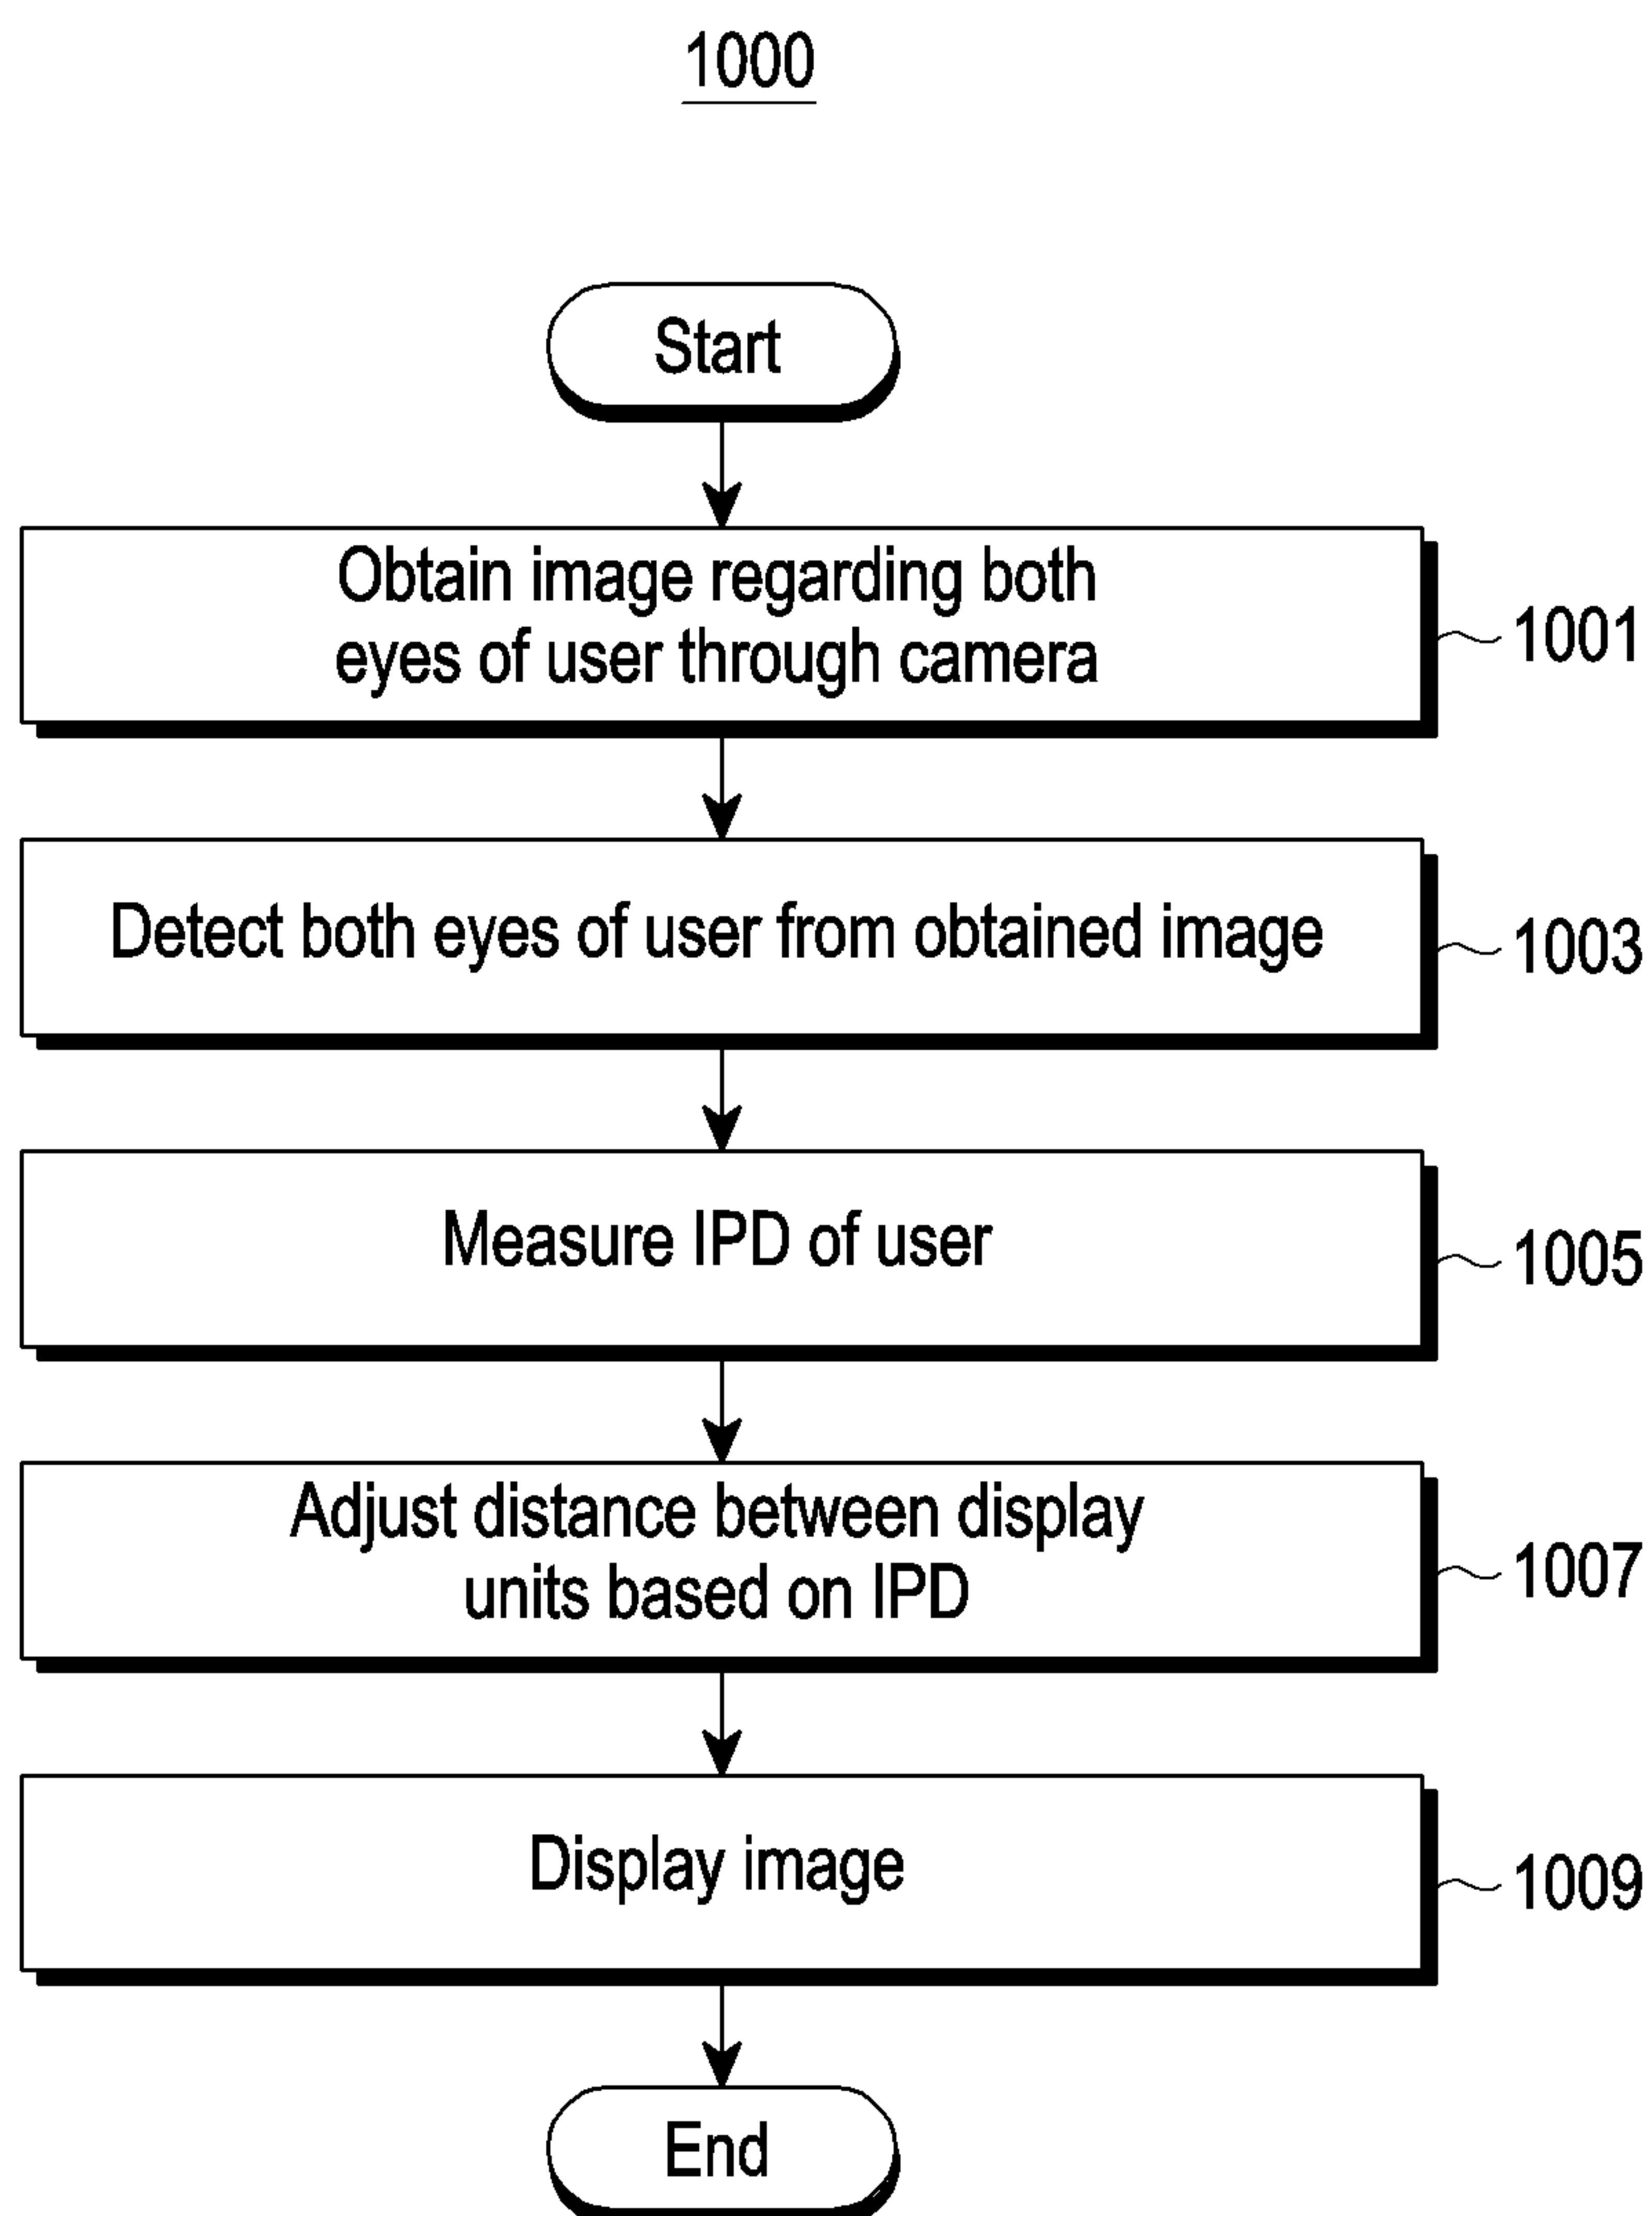 1000
Start
Obtain image regarding both
eyes of user through camera
1001
Detect both eyes of user from obtained image
1003
Measure IPD of user
1005
Adjust distance between display
units based on IPD
1007
Display image
1009
End